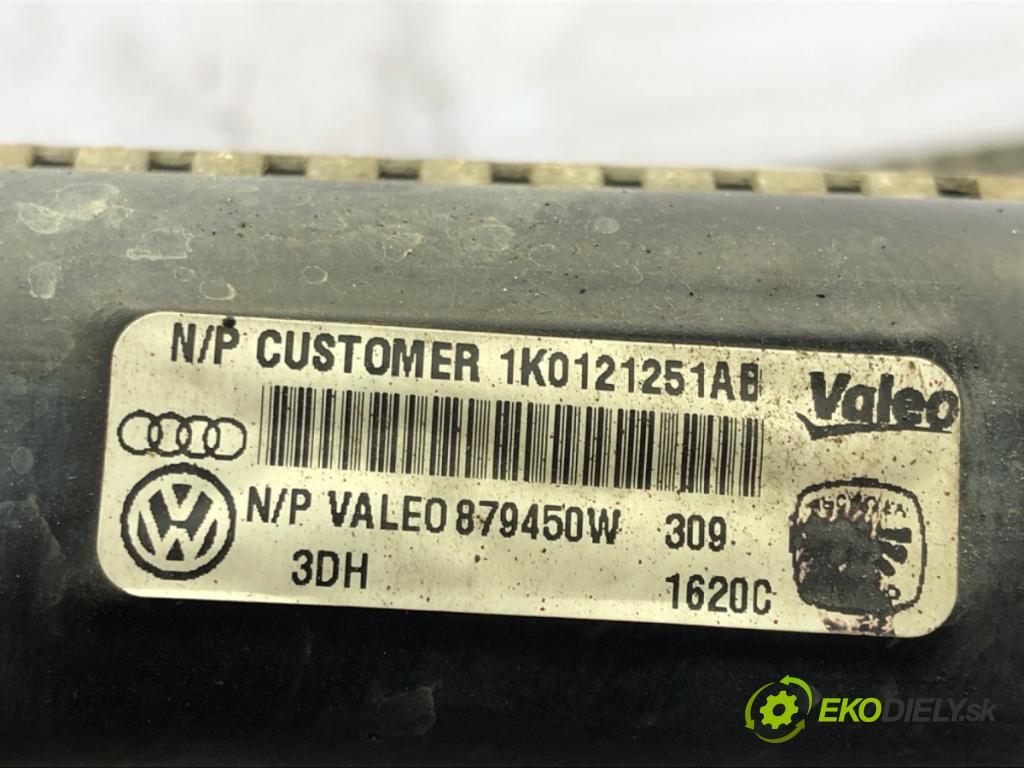 N/P CUSTOMER 1K0121251AB
Valeo
N/P VALEO 879450W 309
3DH 1620C
EKODIELY.sk